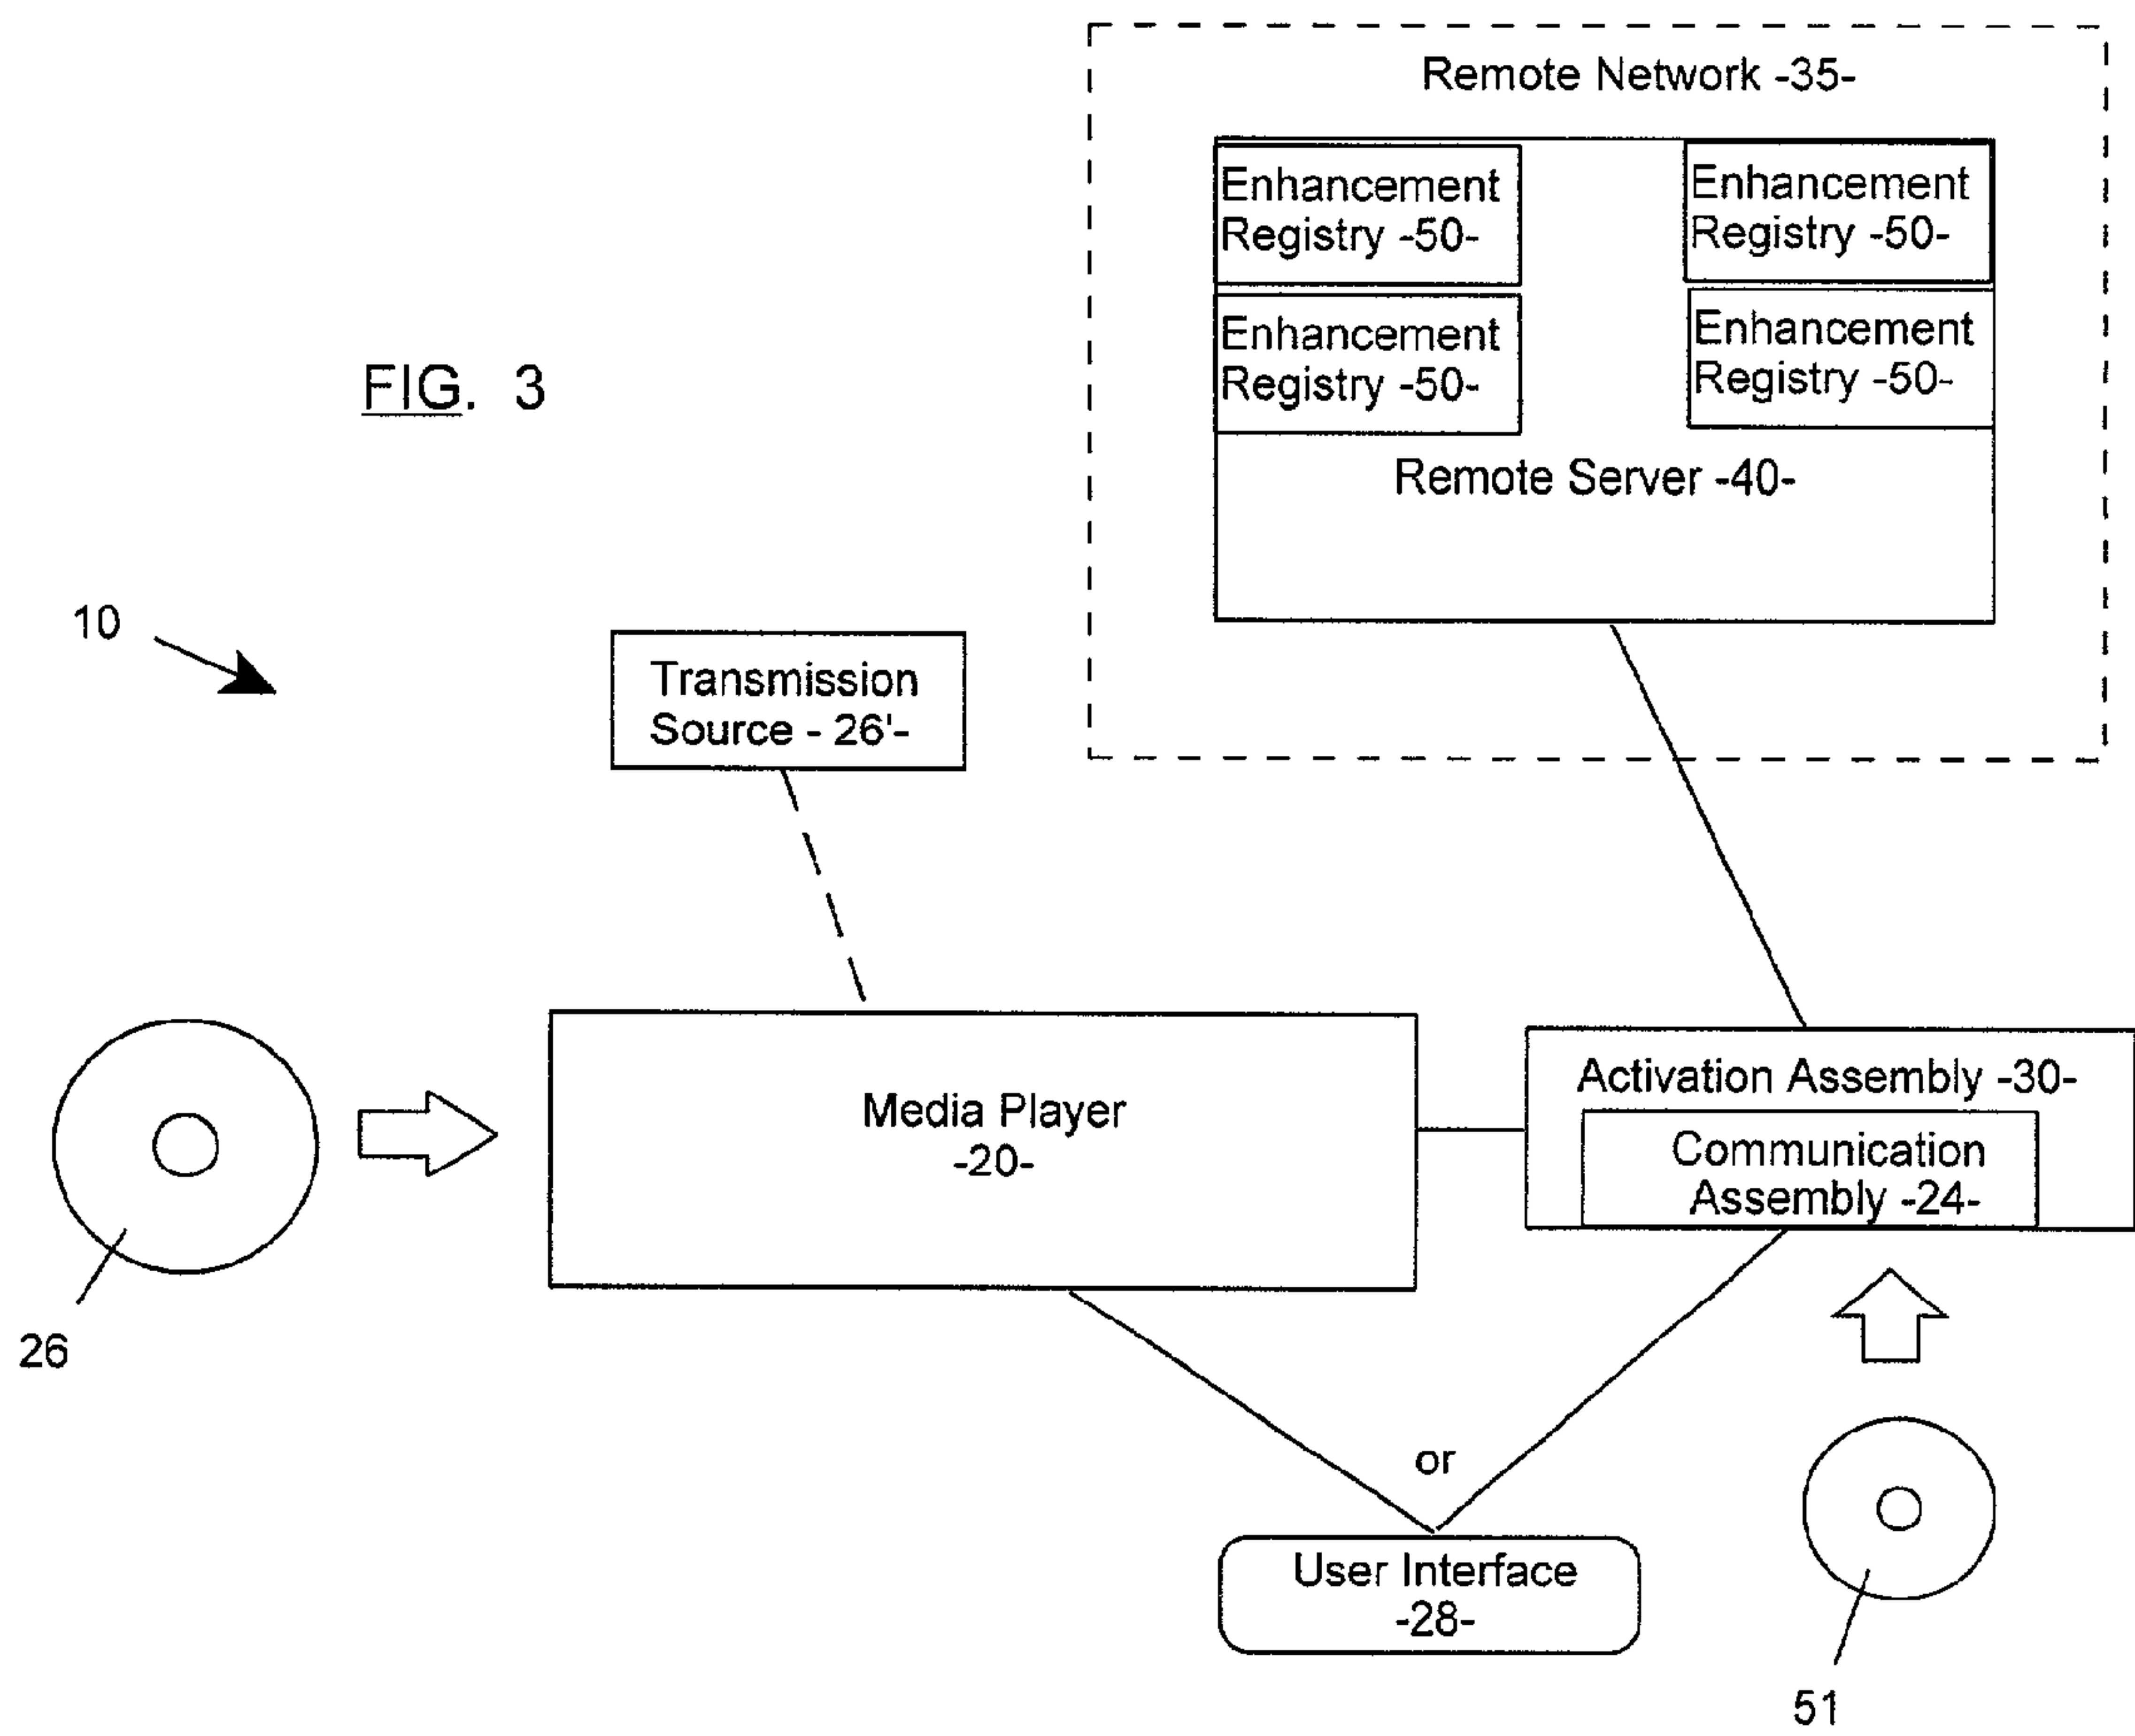 Remote Network -35-
Enhancement
Registry -50-
Enhancement
Registry -50-
Enhancement
Registry -50-
Enhancement
Registry -50-
Remote Server -40-
FIG. 3
10
Transmission
Source - 26'-
Media Player
-20-
Activation Assembly -30-
Communication
Assembly -24-
26
or
User Interface
-28-
51